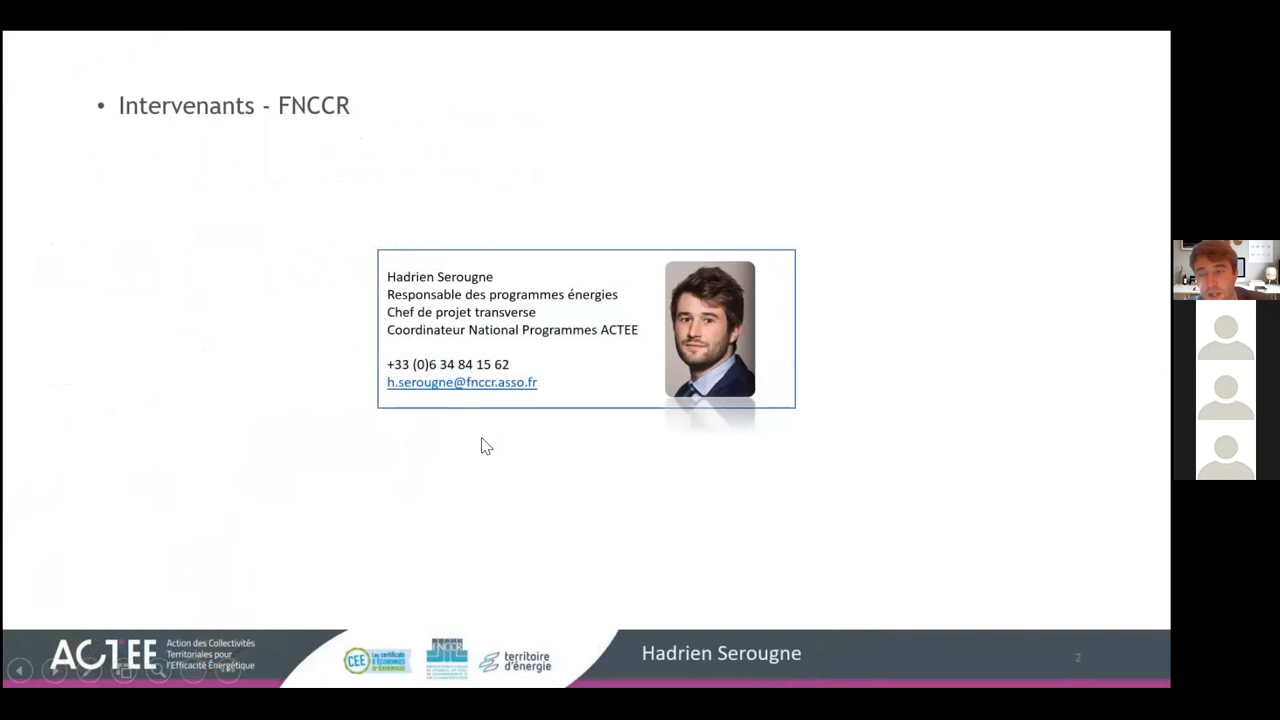 • Intervenants - FNCCR
Hadrien Serougne
Responsable des programmes énergies
Chef de projet transverse
Coordinateur National Programmes ACTEE
+33 (0)6 34 84 15 62
h.serougne@fnccr.asso.fr
ACTEE
Action des Collectivités
Territoriales pour
l'Efficacité Énergétique
CEE
Les certificats
D'ÉCONOMIES
D'ÉNERGIE
FNCCR
territoire
d'énergie
Hadrien Serougne
2